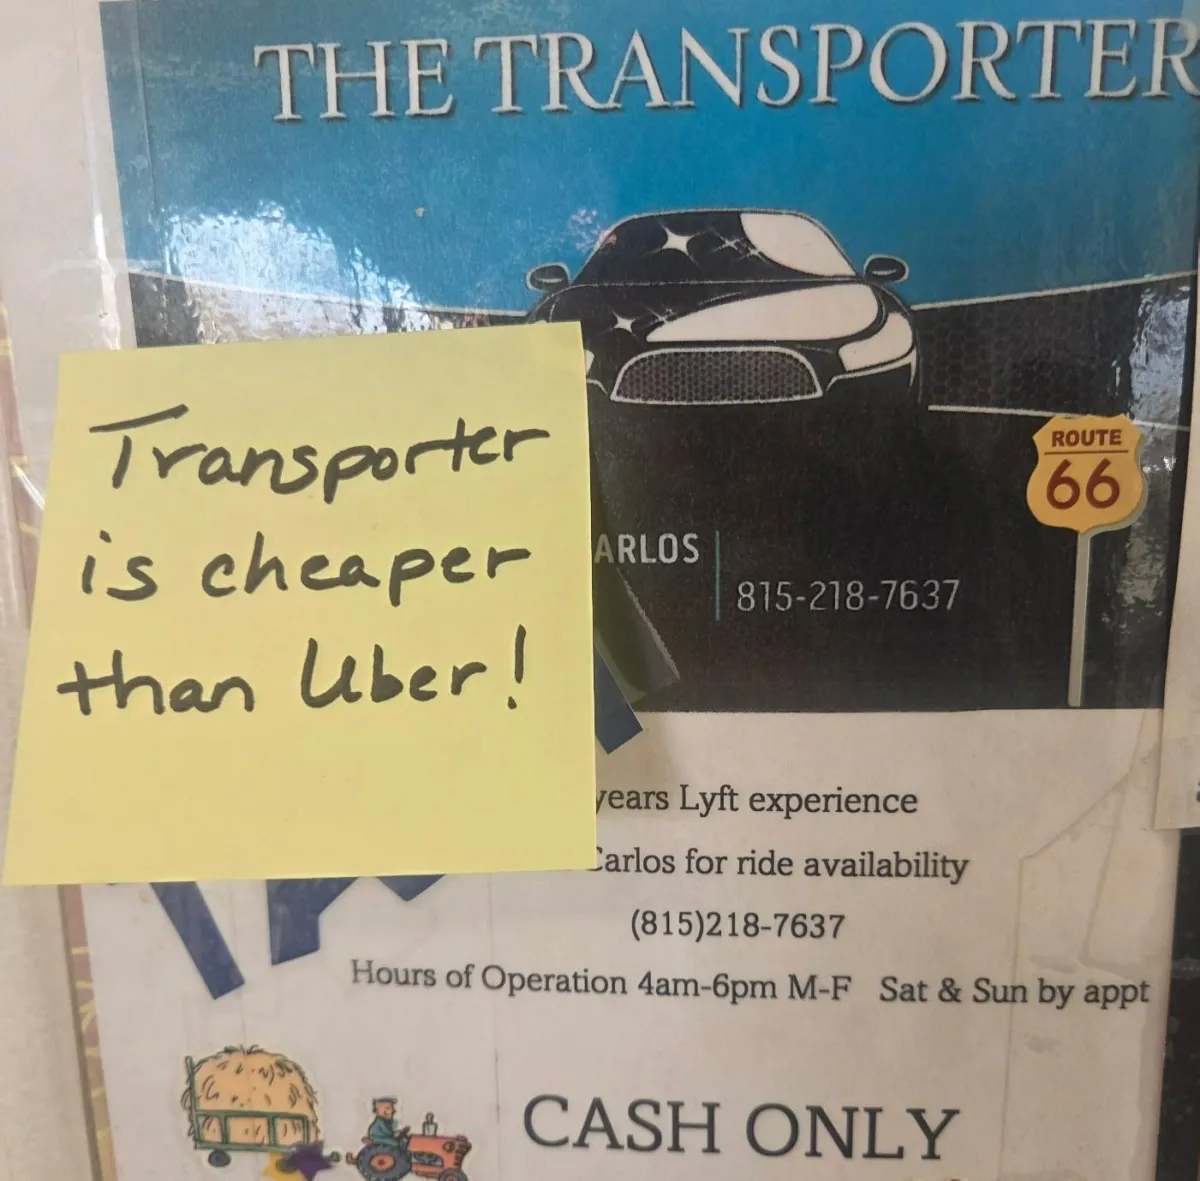 THE TRANSPORTER
Transporter
is cheaper
than Uber!
ROUTE
66
ARLOS
815-218-7637
years Lyft experience
Carlos for ride availability
(815)218-7637
Hours of Operation 4am-6pm M-F Sat & Sun by appt
CASH ONLY